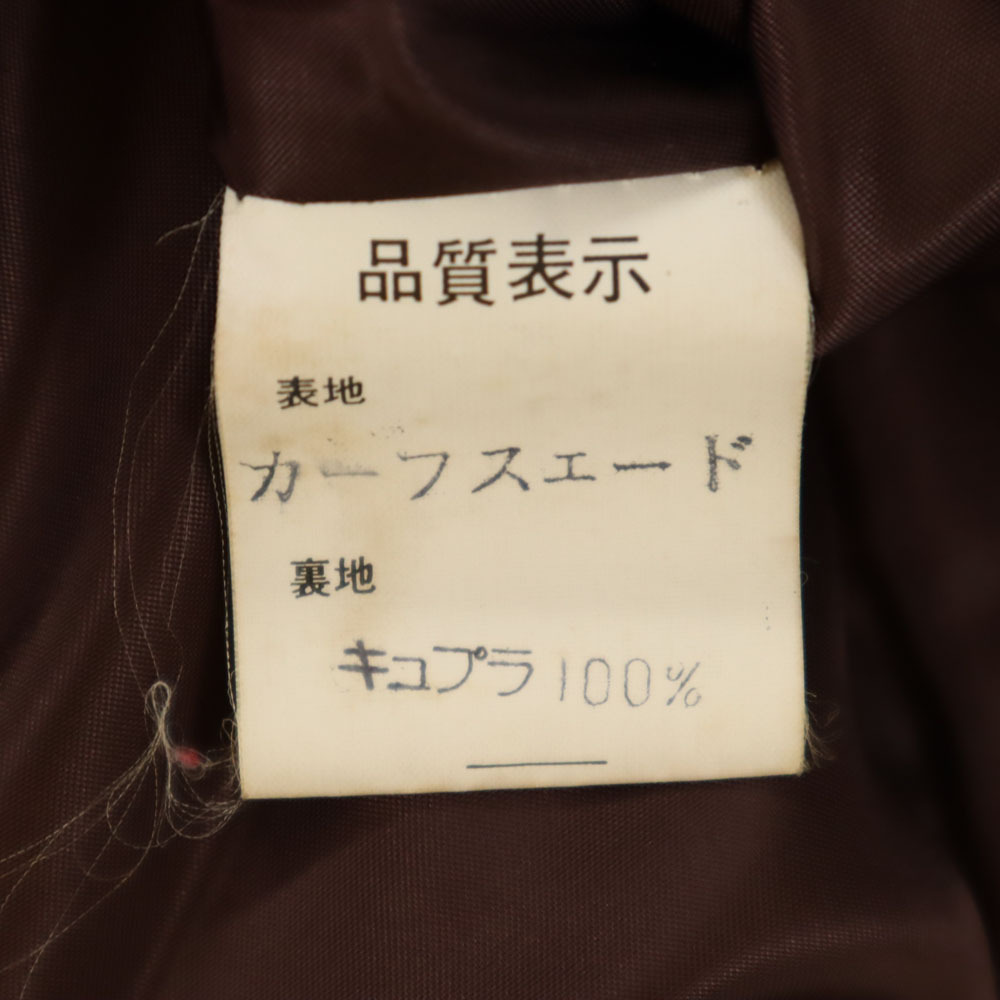 品質表示
表地
カーフスエード
裏地
キュプラ100%